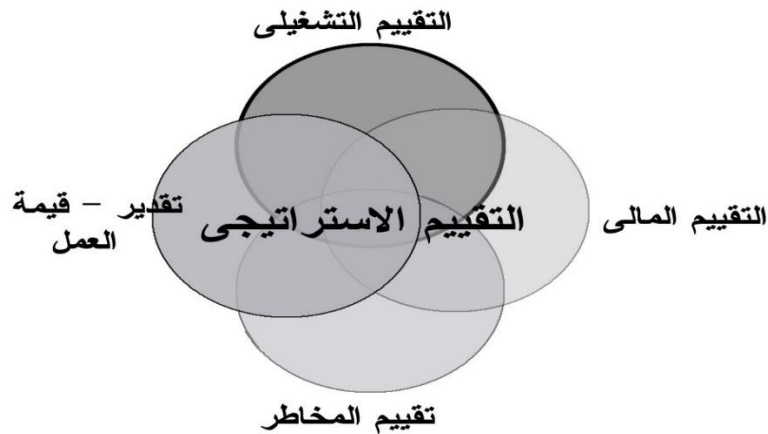 التقييم التشغيلى
تقدير – قيمة
العمل
التقييم الاستراتيجى
التقييم المالى
تقييم المخاطر